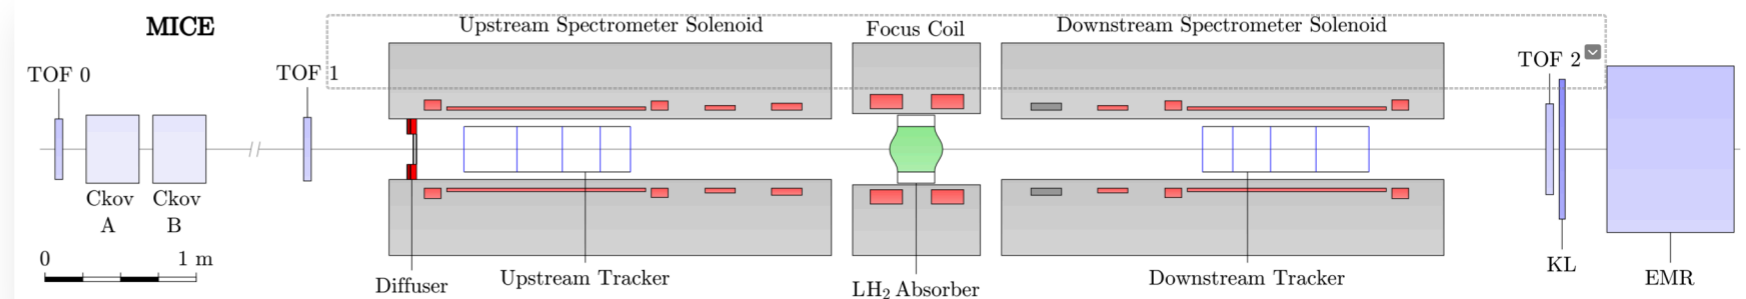 MICE
Upstream Spectrometer Solenoid
Focus Coil
Downstream Spectrometer Solenoid
TOF 0
TOF 1
TOF 2
Ckov
A
Ckov
B
0
1 m
Diffuser
Upstream Tracker
LH₂ Absorber
Downstream Tracker
KL
EMR